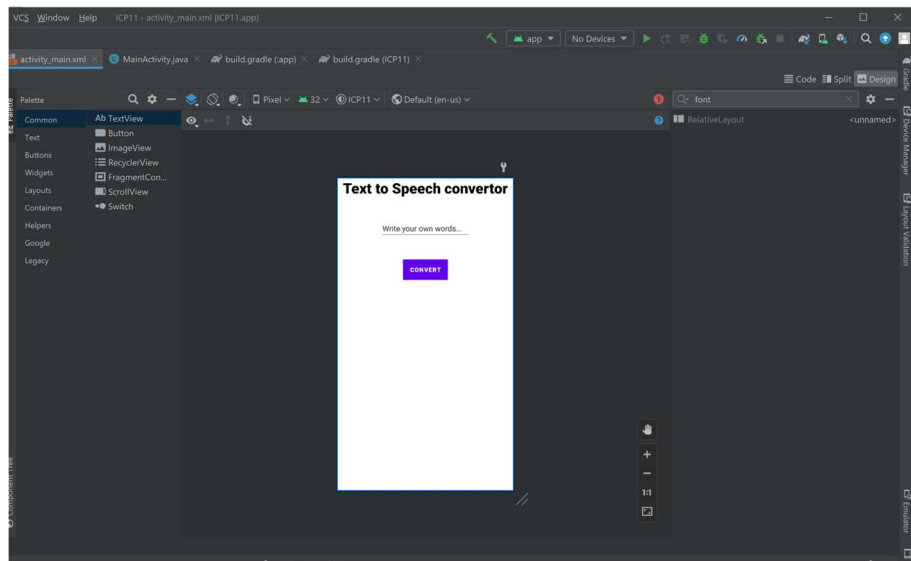 VCS Window Help ICP11 - activity_main.xml [ICP11.app]
app No Devices
activity_main.xml MainActivity.java build.gradle (:app) build.gradle (ICP11)
Code Split Design
Palette
Pixel 32 ICP11 Default (en-us)
font
Common
Text
Buttons
Widgets
Layouts
Containers
Helpers
Google
Legacy
Ab TextView
Button
ImageView
RecyclerView
FragmentCon...
ScrollView
Switch
RelativeLayout <unnamed>
Text to Speech convertor
Write your own words...
CONVERT
1:1
Palette
Component Tree
Gradle
Device Manager
Layout Validation
Emulator